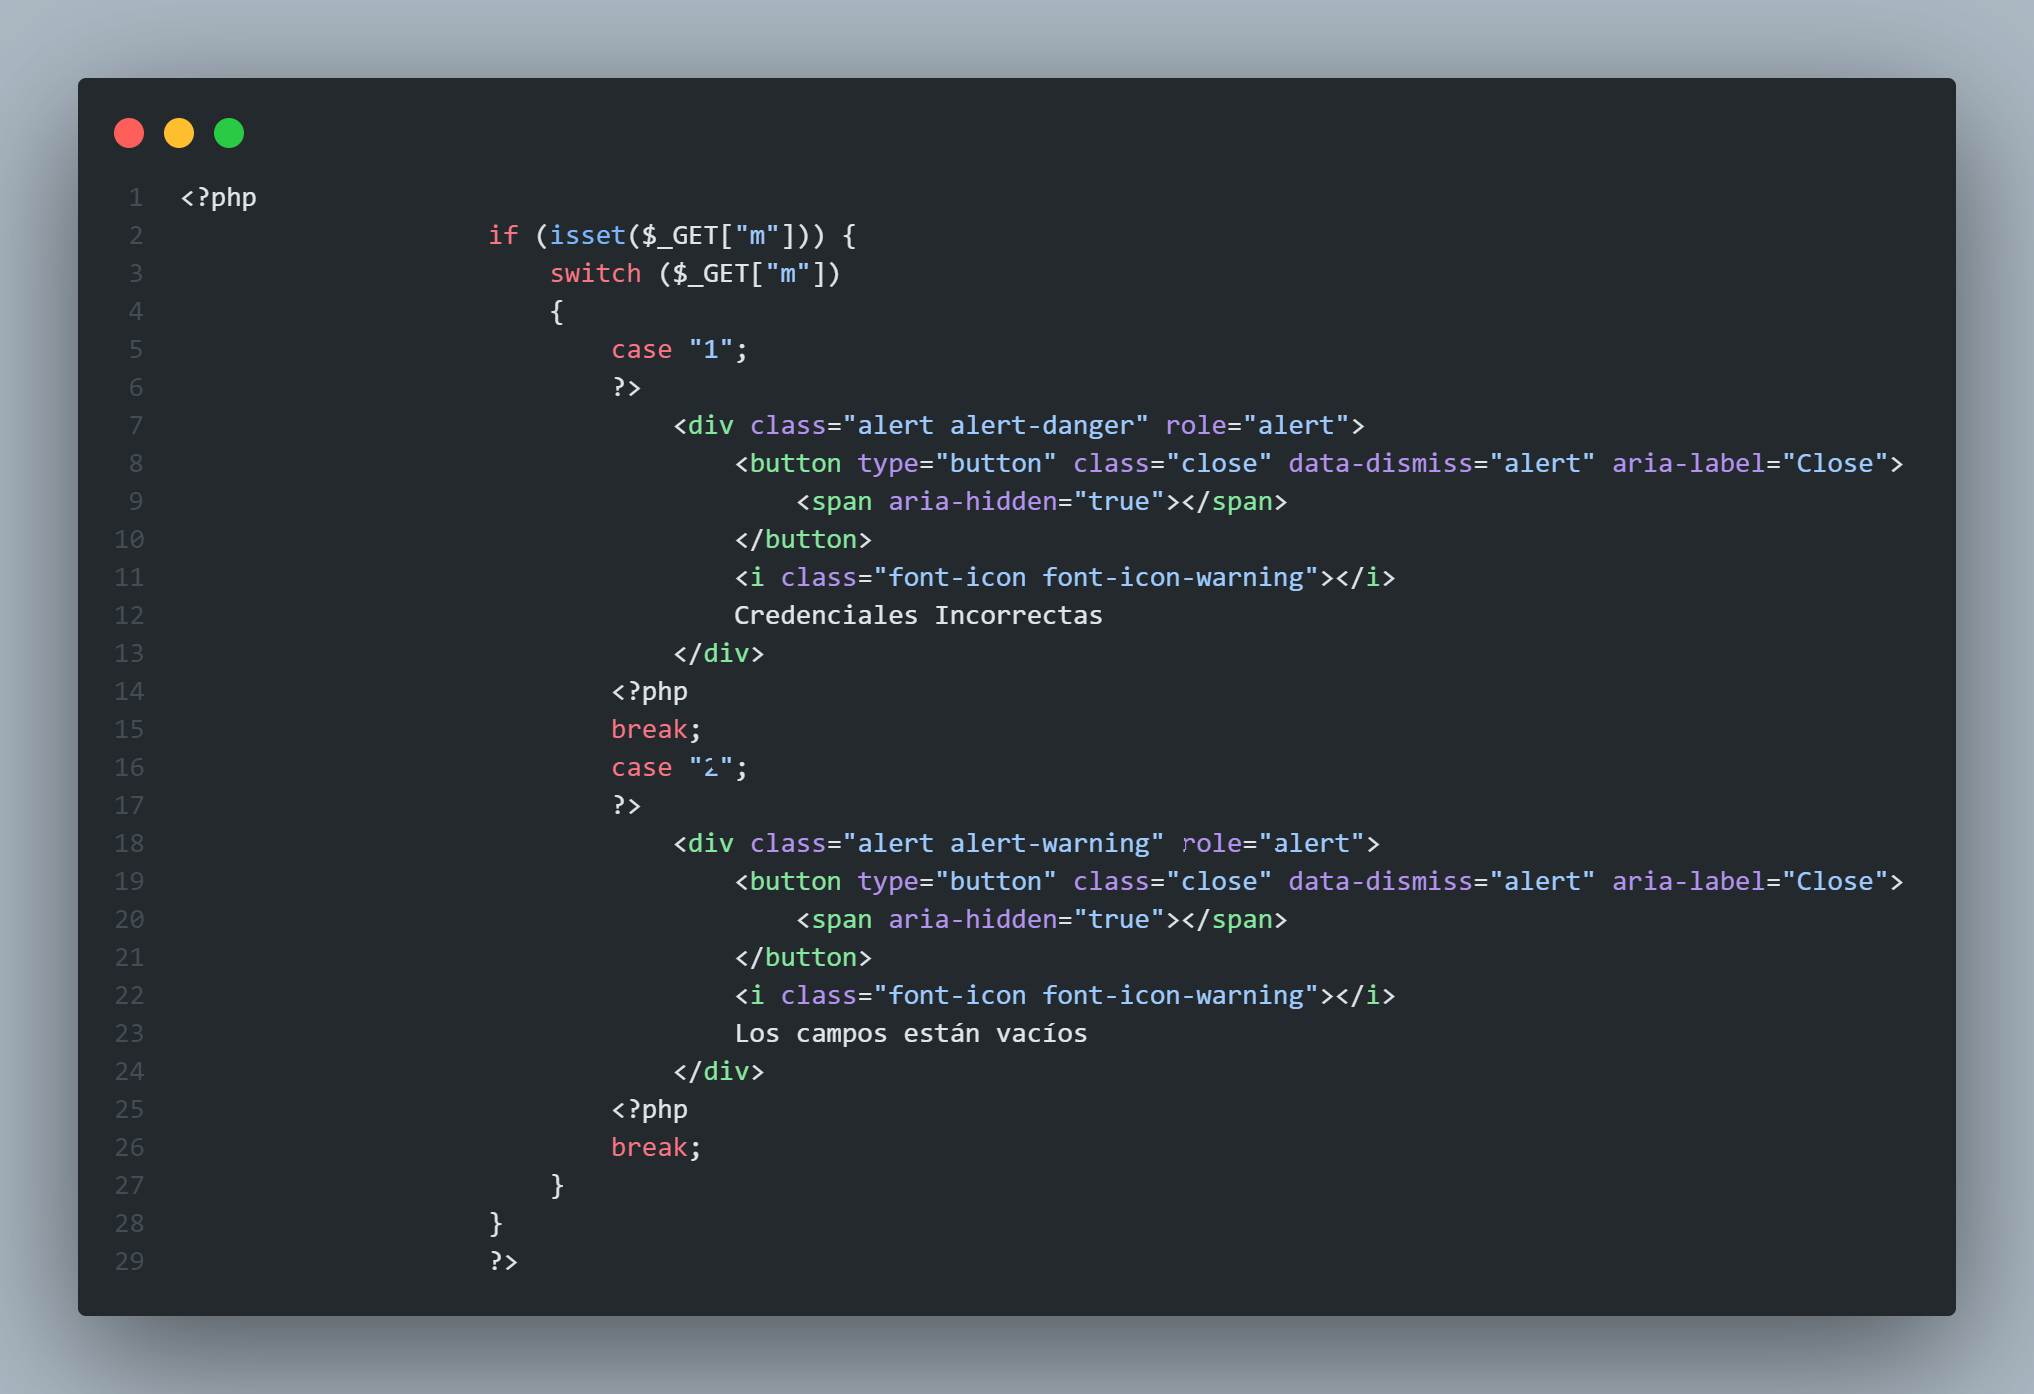 1 <?php
2 if (isset($_GET["m"])) {
3 switch ($_GET["m"])
4 {
5 case "1";
6 ?>
7 <div class="alert alert-danger" role="alert">
8 <button type="button" class="close" data-dismiss="alert" aria-label="Close">
9 <span aria-hidden="true"></span>
10 </button>
11 <i class="font-icon font-icon-warning"></i>
12 Credenciales Incorrectas
13 </div>
14 <?php
15 break;
16 case "2";
17 ?>
18 <div class="alert alert-warning" role="alert">
19 <button type="button" class="close" data-dismiss="alert" aria-label="Close">
20 <span aria-hidden="true"></span>
21 </button>
22 <i class="font-icon font-icon-warning"></i>
23 Los campos están vacíos
24 </div>
25 <?php
26 break;
27 }
28 }
29 ?>